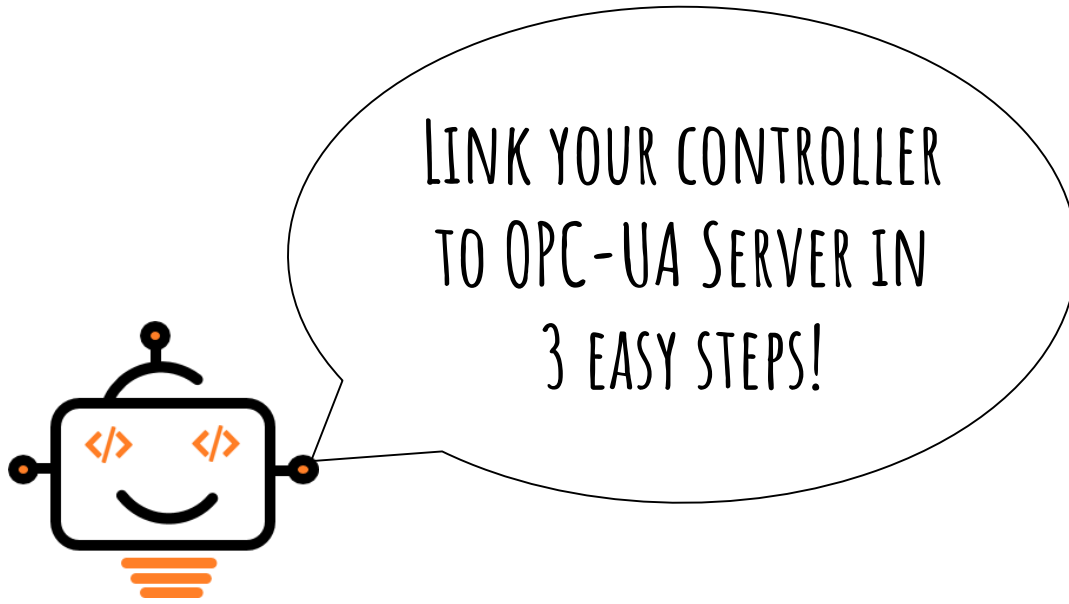 Link your controller
to OPC-UA Server in
3 easy steps!
</>
</>